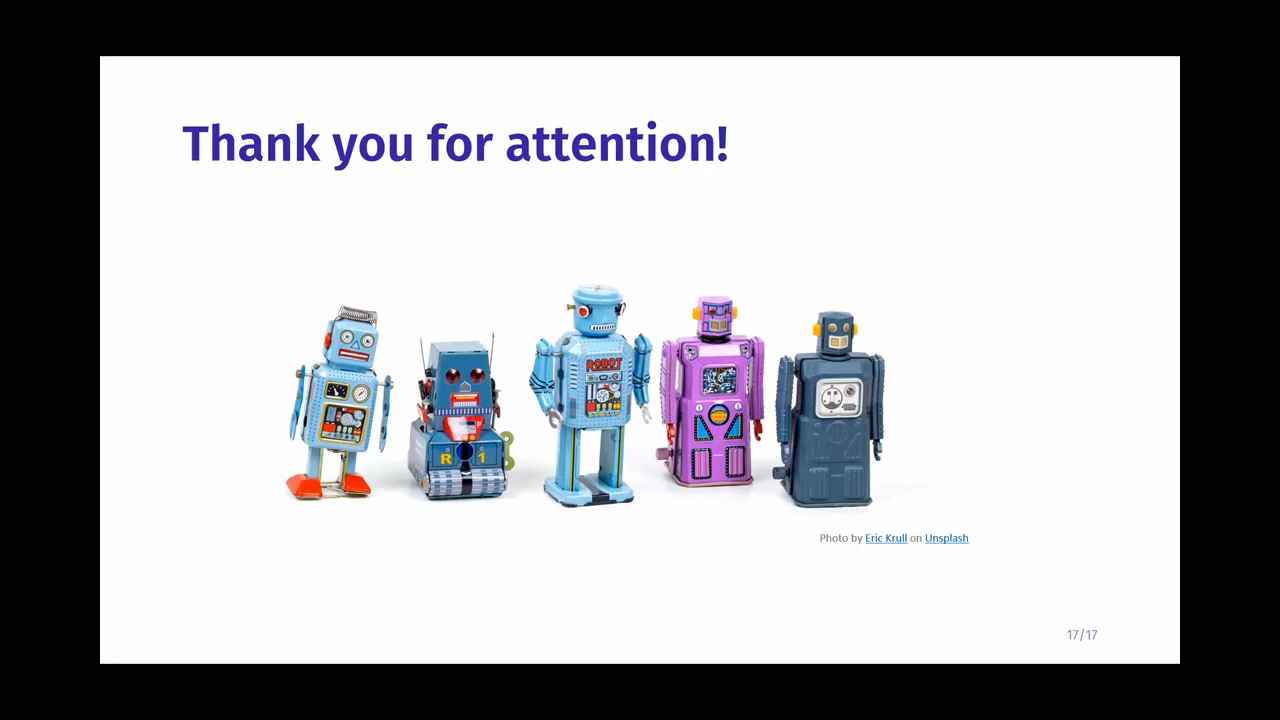 Thank you for attention!
ROBOT
R 1
Photo by Eric Krull on Unsplash
17/17